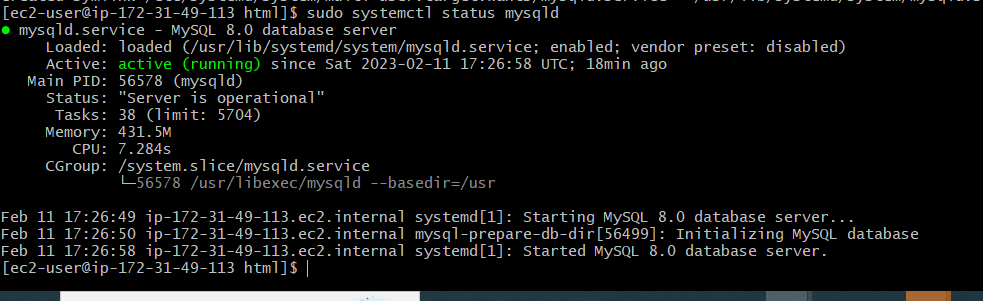 [ec2-user@ip-172-31-49-113 html]$ sudo systemctl status mysqld
● mysqld.service - MySQL 8.0 database server
Loaded: loaded (/usr/lib/systemd/system/mysqld.service; enabled; vendor preset: disabled)
Active: active (running) since Sat 2023-02-11 17:26:58 UTC; 18min ago
Main PID: 56578 (mysqld)
Status: "Server is operational"
Tasks: 38 (limit: 5704)
Memory: 431.5M
CPU: 7.284s
CGroup: /system.slice/mysqld.service
└─56578 /usr/libexec/mysqld --basedir=/usr
Feb 11 17:26:49 ip-172-31-49-113.ec2.internal systemd[1]: Starting MySQL 8.0 database server...
Feb 11 17:26:50 ip-172-31-49-113.ec2.internal mysql-prepare-db-dir[56499]: Initializing MySQL database
Feb 11 17:26:58 ip-172-31-49-113.ec2.internal systemd[1]: Started MySQL 8.0 database server.
[ec2-user@ip-172-31-49-113 html]$